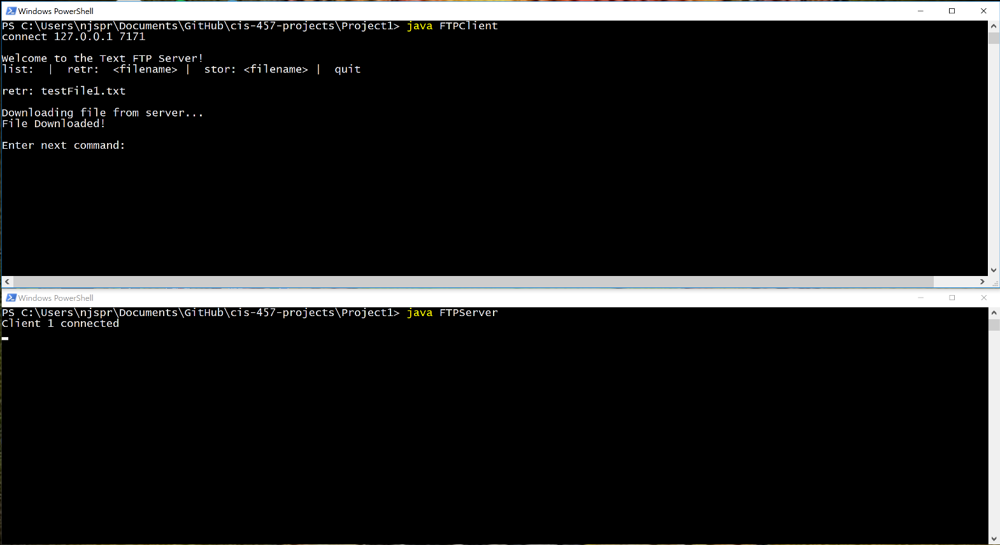 Windows PowerShell
PS C:\Users\njspr\Documents\GitHub\cis-457-projects\Project1> java FTPClient
connect 127.0.0.1 7171
Welcome to the Text FTP Server!
list:  |  retr:  <filename> |  stor: <filename> |  quit
retr: testFile1.txt
Downloading file from server...
File Downloaded!
Enter next command:
Windows PowerShell
PS C:\Users\njspr\Documents\GitHub\cis-457-projects\Project1> java FTPServer
Client 1 connected